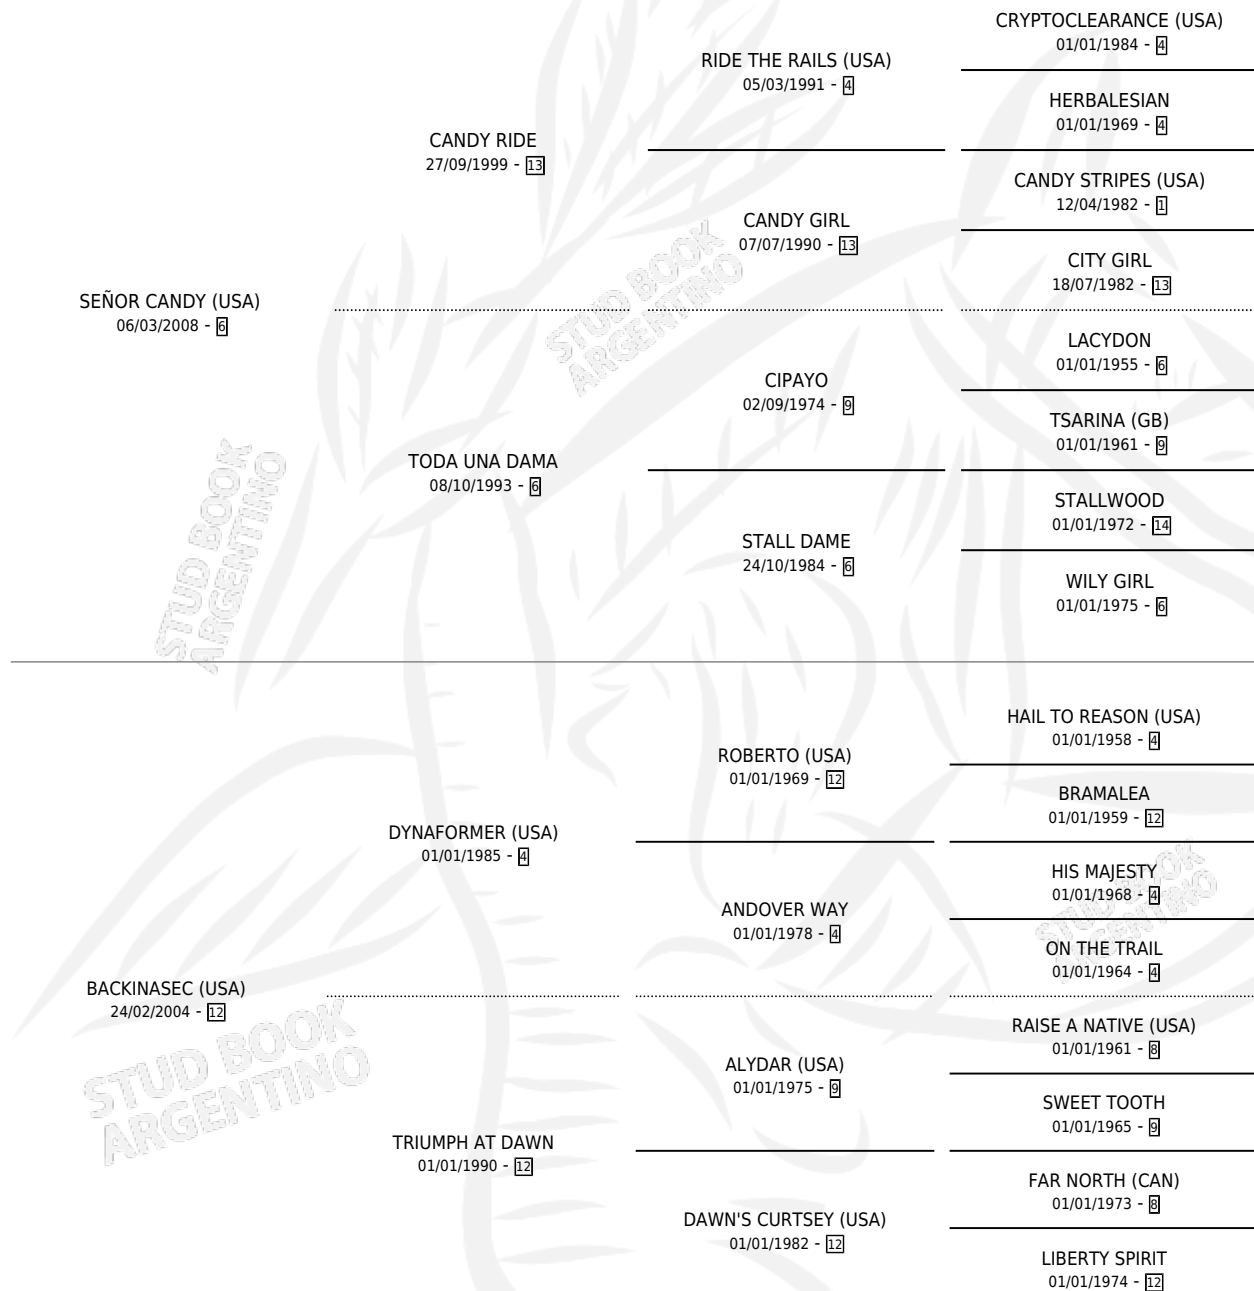 CRYPTOCLEARANCE (USA)
01/01/1984 - 4
RIDE THE RAILS (USA)
05/03/1991 - 4
HERBALESIAN
01/01/1969 - 4
CANDY RIDE
27/09/1999 - 13
CANDY STRIPES (USA)
12/04/1982 - 1
CANDY GIRL
07/07/1990 - 13
CITY GIRL
18/07/1982 - 13
SEÑOR CANDY (USA)
06/03/2008 - 6
LACYDON
01/01/1955 - 6
CIPAYO
02/09/1974 - 9
TSARINA (GB)
01/01/1961 - 9
TODA UNA DAMA
08/10/1993 - 6
STALLWOOD
01/01/1972 - 14
STALL DAME
24/10/1984 - 6
WILY GIRL
01/01/1975 - 6
HAIL TO REASON (USA)
01/01/1958 - 4
ROBERTO (USA)
01/01/1969 - 12
BRAMALEA
01/01/1959 - 12
DYNAFORMER (USA)
01/01/1985 - 4
HIS MAJESTY
01/01/1968 - 4
ANDOVER WAY
01/01/1978 - 4
ON THE TRAIL
01/01/1964 - 4
BACKINASEC (USA)
24/02/2004 - 12
RAISE A NATIVE (USA)
01/01/1961 - 8
ALYDAR (USA)
01/01/1975 - 9
SWEET TOOTH
01/01/1965 - 9
TRIUMPH AT DAWN
01/01/1990 - 12
FAR NORTH (CAN)
01/01/1973 - 8
DAWN'S CURTSEY (USA)
01/01/1982 - 12
LIBERTY SPIRIT
01/01/1974 - 12
STUD BOOK
ARGENTINO
STUD BOOK
ARGENTINO
STUD BOOK
ARGENTINO
STUD BOOK
ARGENTINO